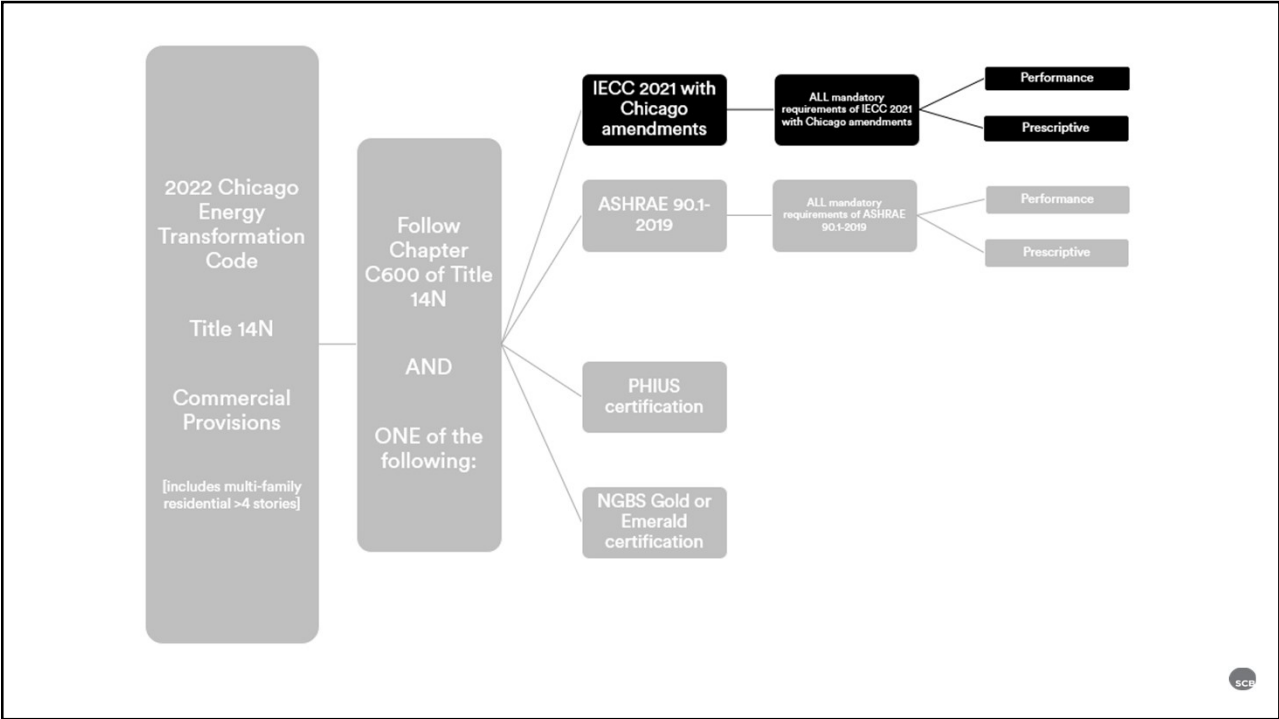 2022 Chicago
Energy
Transformation
Code
Title 14N
Commercial
Provisions
[includes multi-family
residential >4 stories]
Follow
Chapter
C600 of Title
14N
AND
ONE of the
following:
IECC 2021 with
Chicago
amendments
ALL mandatory
requirements of IECC 2021
with Chicago amendments
Performance
Prescriptive
ASHRAE 90.1-
2019
ALL mandatory
requirements of ASHRAE
90.1-2019
Performance
Prescriptive
PHIUS
certification
NGBS Gold or
Emerald
certification
SCB